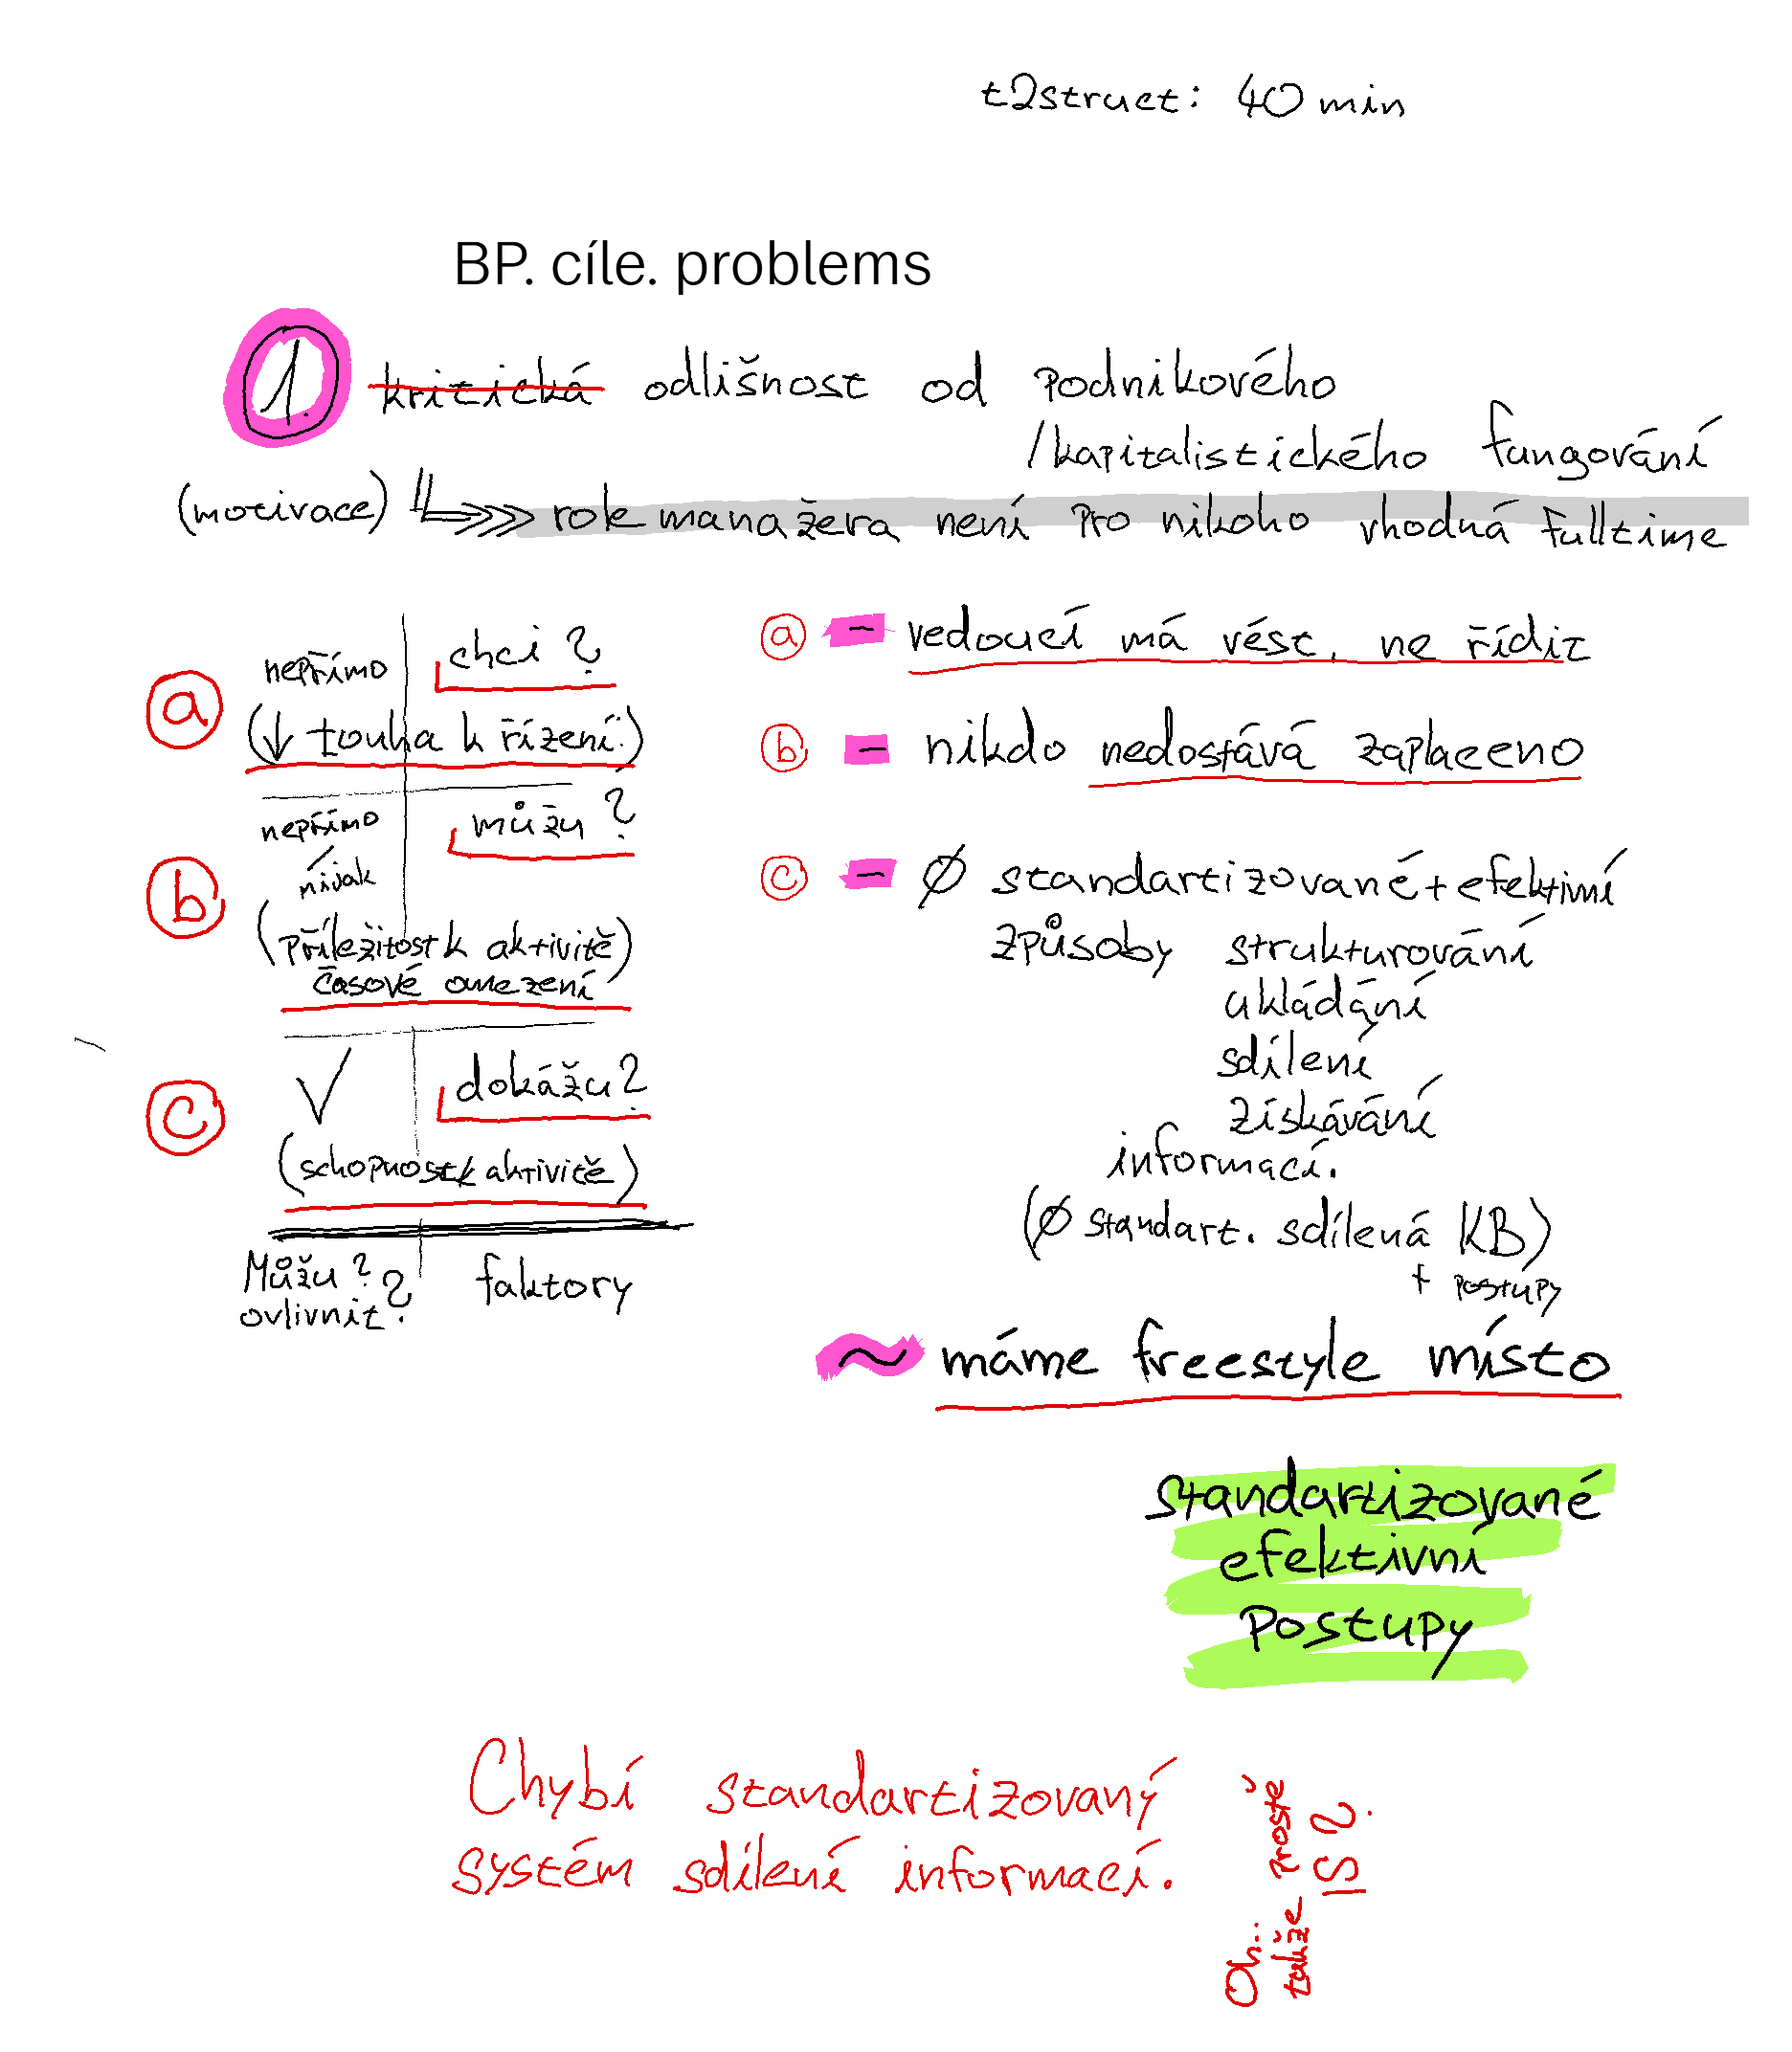 t2struct: 40 min
BP. cíle. problems
1. kritická odlišnost od podnikového
/kapitalistického fungování
(motivace) role manažera není pro nikoho vhodná fulltime
nepřímo chci?
a (↓ touha k řízení.)
nepřímo můžu?
/
nijak
b (příležitost k aktivitě)
časové omezení
✓ dokážu?
c (schopnost k aktivitě)
Můžu? faktory
ovlivnit?
a - vedoucí má vést, ne řídit
b - nikdo nedostává zaplaceno
c - Ø standartizované + efektivní
způsoby strukturování
ukládání
sdílení
získávání
informací.
(Ø standart. sdílená KB)
+ postupy
~ máme freestyle místo
standartizované
efektivní
postupy
Chybí standartizovaný
systém sdílení informací.
Oh..
takže prostě
IS?